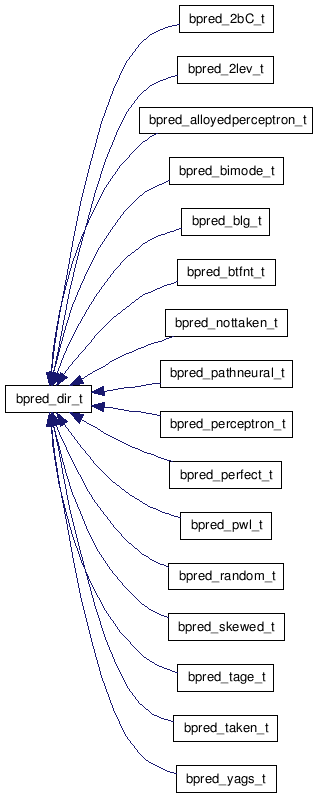 bpred_2bC_t
bpred_2lev_t
bpred_alloyedperceptron_t
bpred_bimode_t
bpred_blg_t
bpred_btfnt_t
bpred_nottaken_t
bpred_pathneural_t
bpred_dir_t
bpred_perceptron_t
bpred_perfect_t
bpred_pwl_t
bpred_random_t
bpred_skewed_t
bpred_tage_t
bpred_taken_t
bpred_yags_t